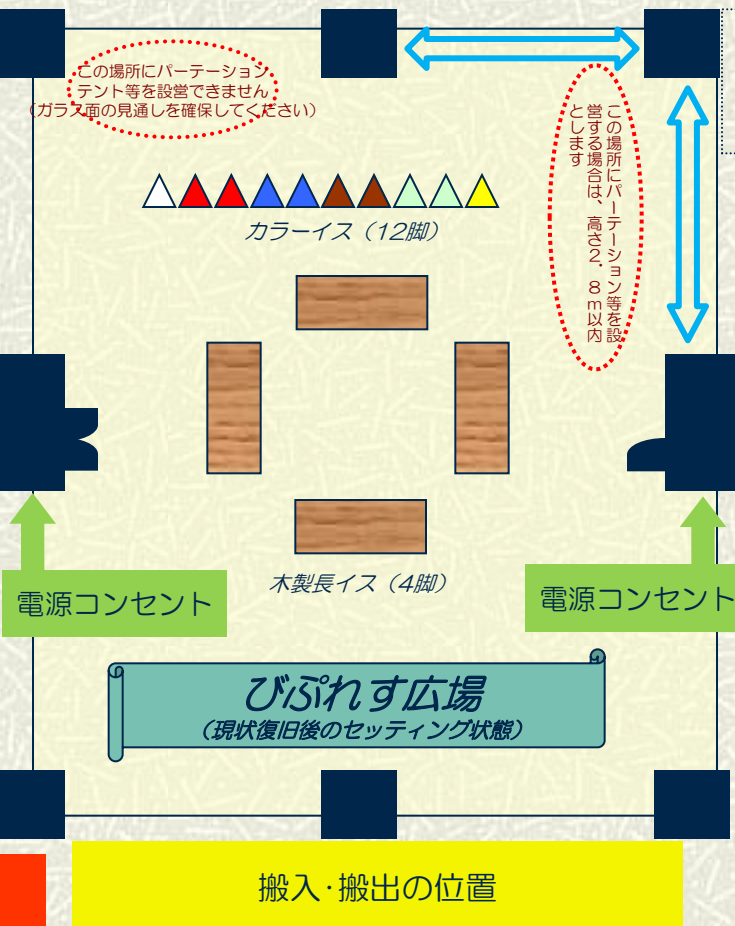 この場所にパーテーション
テント等を設営できません
（ガラス面の見通しを確保してください）
この場所にパーテーション等を設
営する場合は、高さ２．８ｍ以内
とします
カラーイス（12脚）
木製長イス（4脚）
電源コンセント
電源コンセント
びぷれす広場
（現状復旧後のセッティング状態）
搬入･搬出の位置